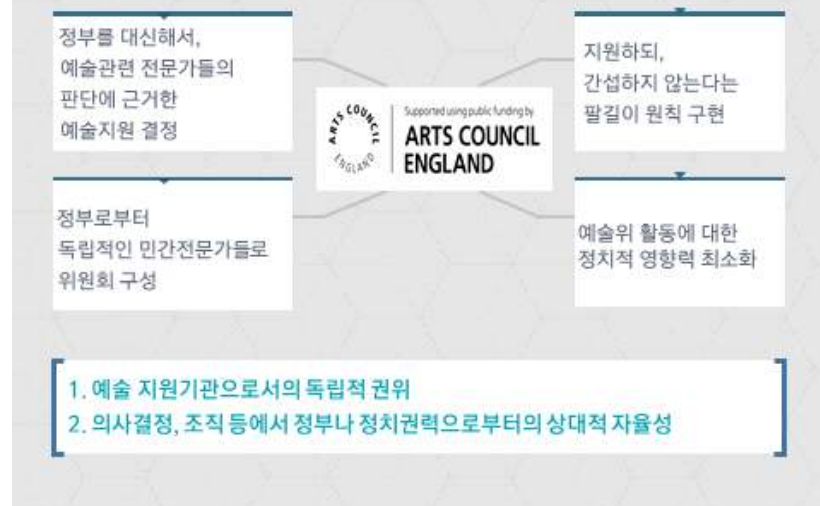 정부를 대신해서,
예술관련 전문가들의
판단에 근거한
예술지원 결정
지원하되,
간섭하지 않는다는
팔길이 원칙 구현
ARTS COUNCIL
ENGLAND
Supported using public funding by
ARTS COUNCIL
ENGLAND
정부로부터
독립적인 민간전문가들로
위원회 구성
예술위 활동에 대한
정치적 영향력 최소화
1. 예술 지원기관으로서의 독립적 권위
2. 의사결정, 조직 등에서 정부나 정치권력으로부터의 상대적 자율성